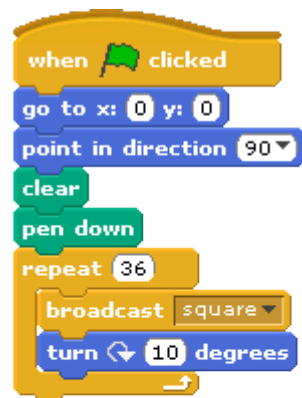 when clicked
go to x: 0 y: 0
point in direction 90
clear
pen down
repeat 36
broadcast square
turn 10 degrees